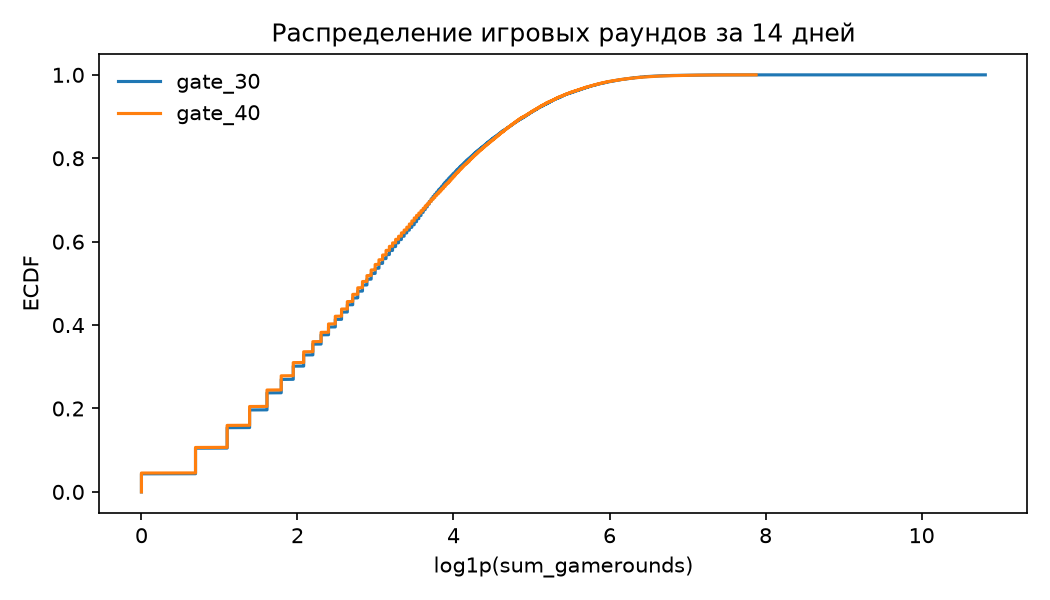 Распределение игровых раундов за 14 дней
gate_30
gate_40
1.0
0.8
0.6
0.4
0.2
0.0
ECDF
0 2 4 6 8 10
log1p(sum_gamerounds)